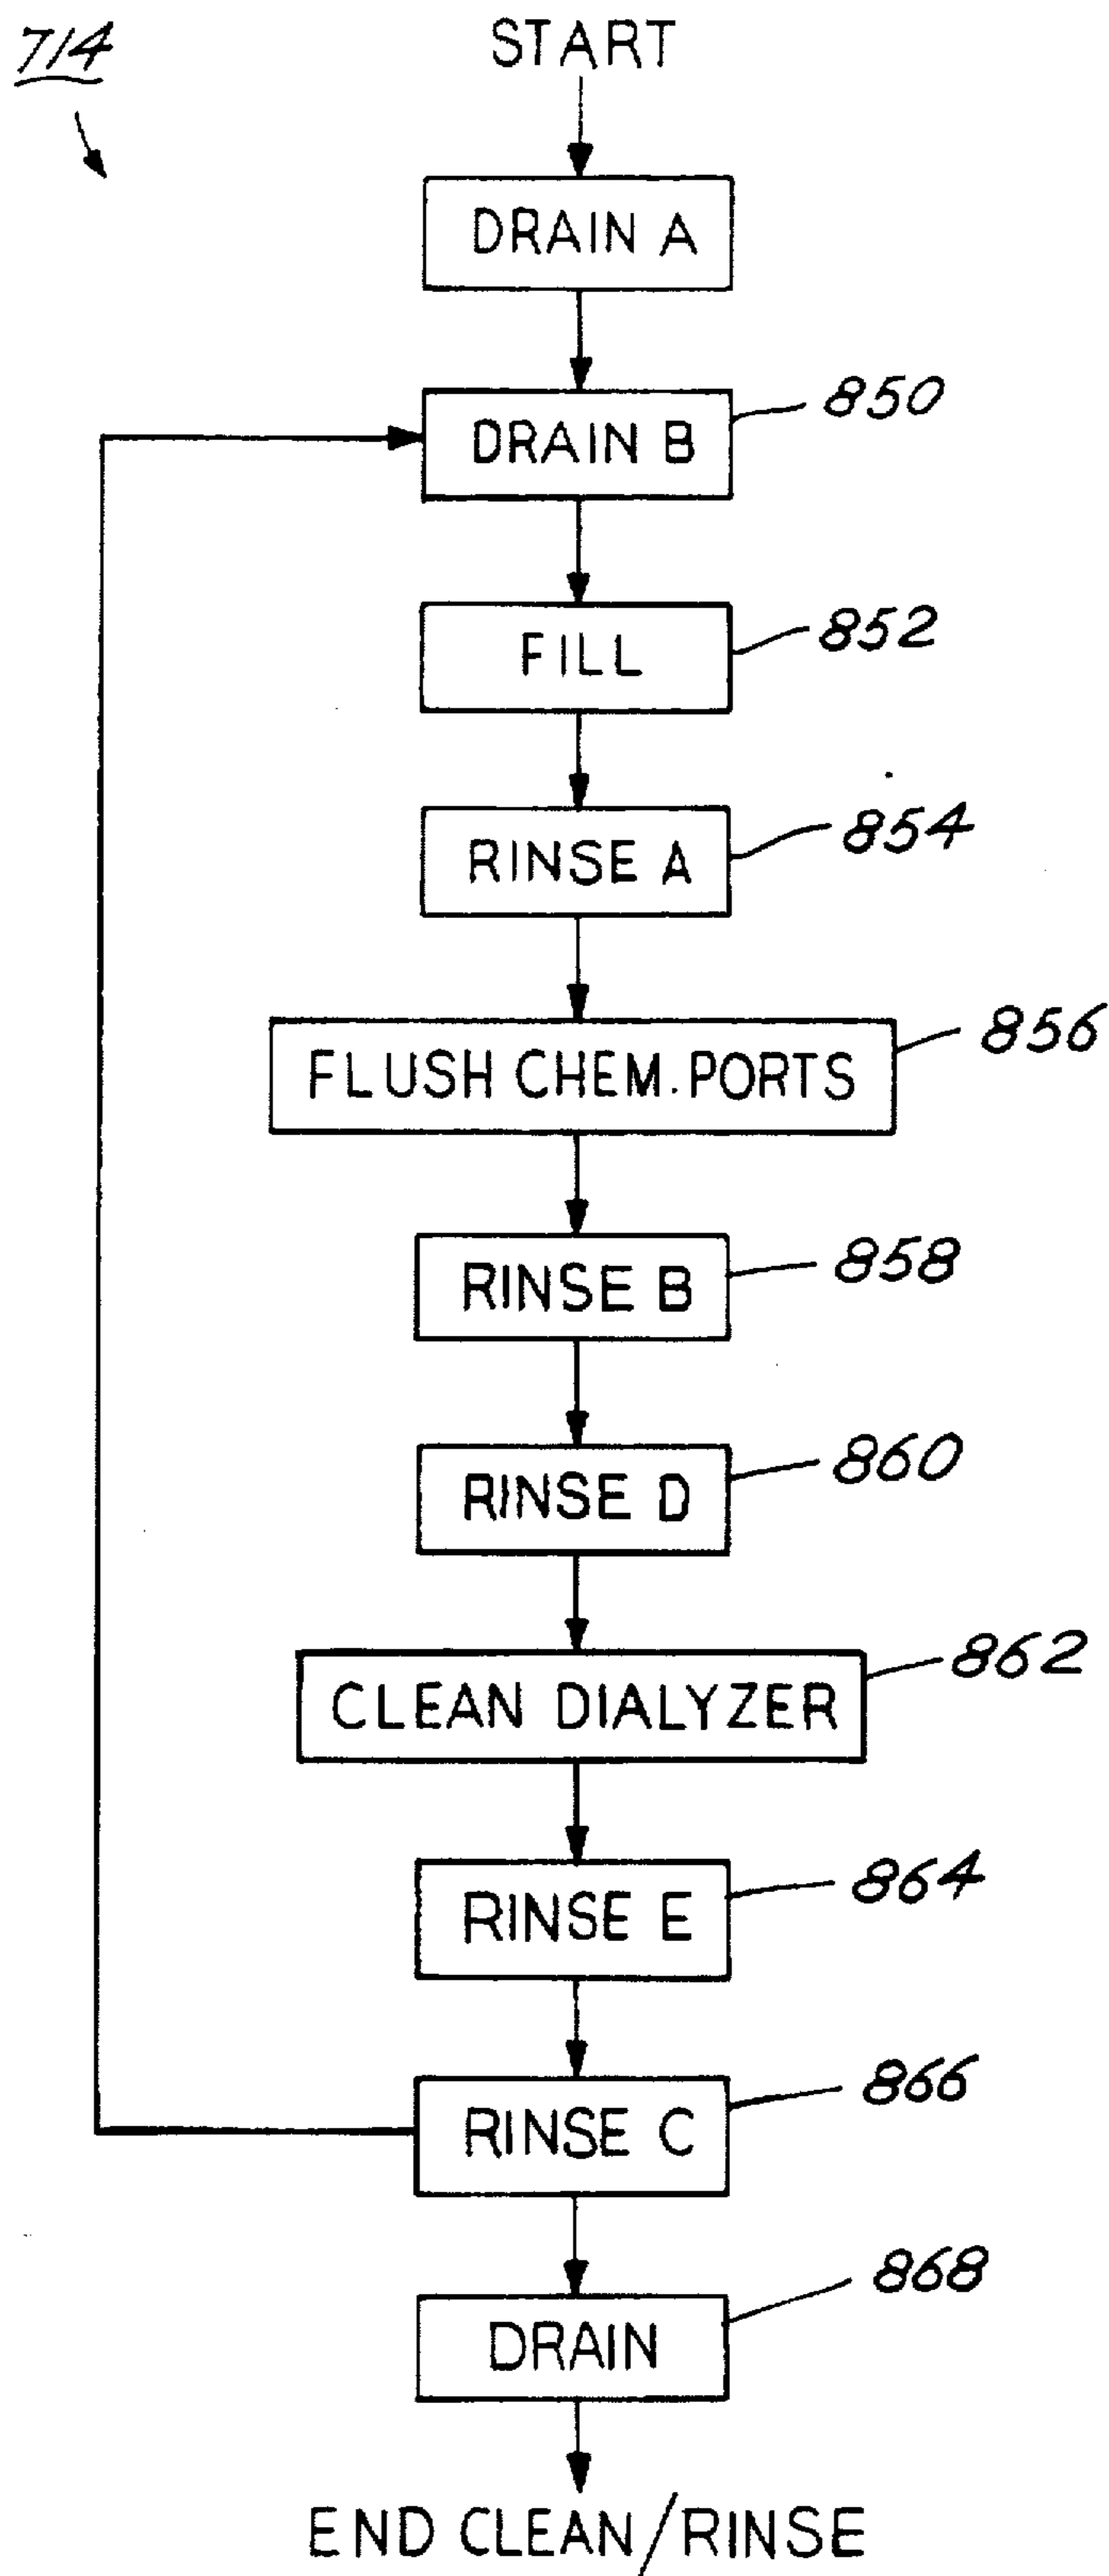 714
START
DRAIN A
DRAIN B
850
FILL
852
RINSE A
854
FLUSH CHEM. PORTS
856
RINSE B
858
RINSE D
860
CLEAN DIALYZER
862
RINSE E
864
RINSE C
866
DRAIN
868
END CLEAN/RINSE